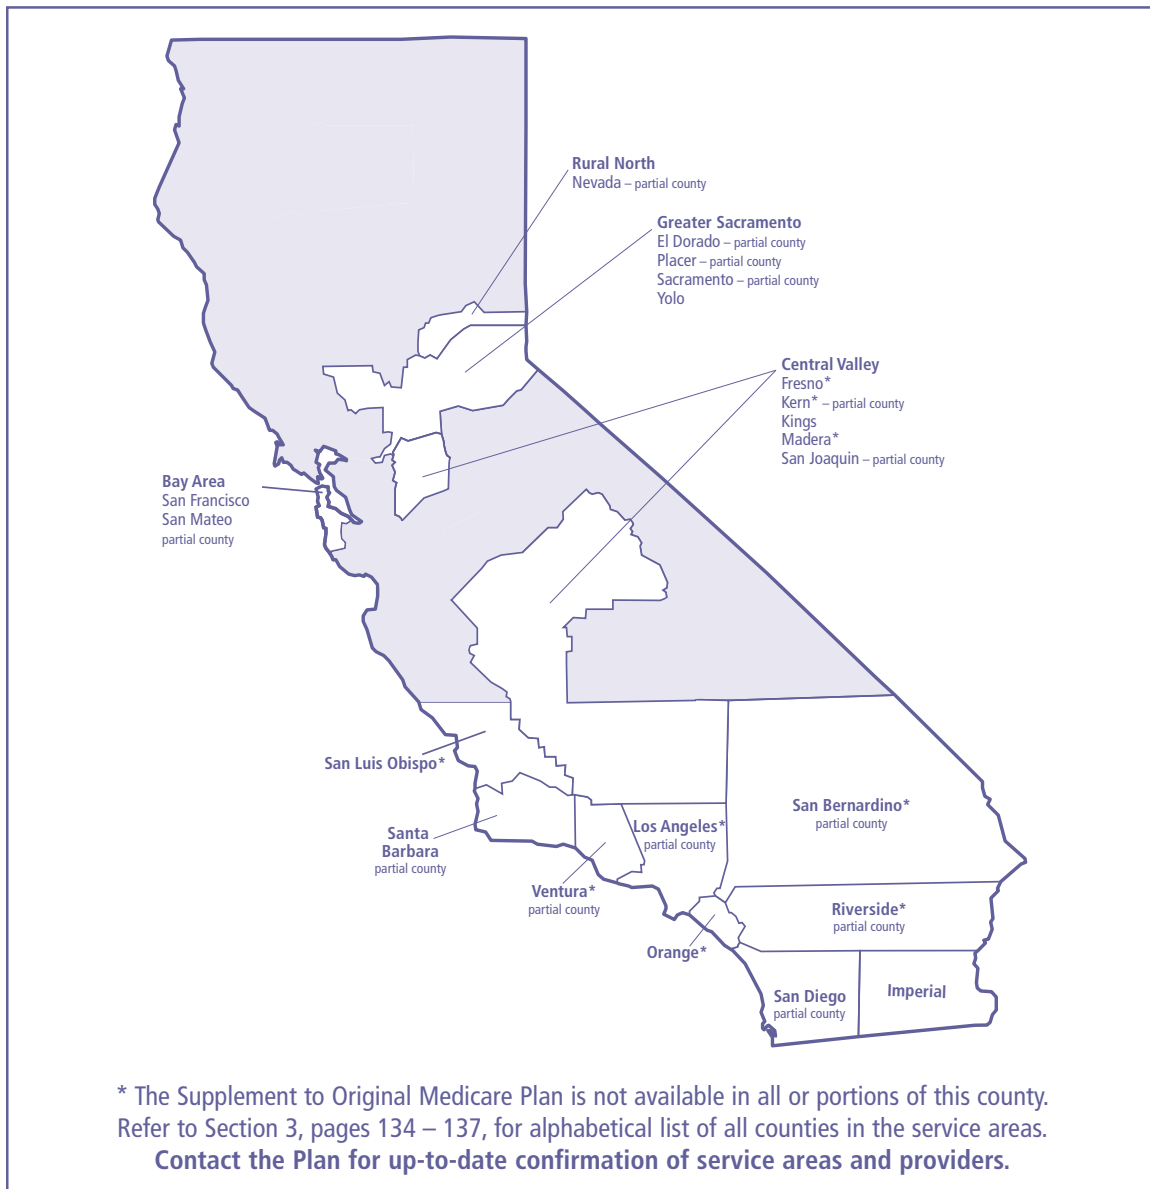 Rural North
Nevada – partial county
Greater Sacramento
El Dorado – partial county
Placer – partial county
Sacramento – partial county
Yolo
Central Valley
Fresno*
Kern* – partial county
Kings
Madera*
San Joaquin – partial county
Bay Area
San Francisco
San Mateo
partial county
San Luis Obispo*
Santa
Barbara
partial county
Ventura*
partial county
Los Angeles*
partial county
San Bernardino*
partial county
Orange*
Riverside*
partial county
San Diego
partial county
Imperial
* The Supplement to Original Medicare Plan is not available in all or portions of this county.
Refer to Section 3, pages 134 – 137, for alphabetical list of all counties in the service areas.
Contact the Plan for up-to-date confirmation of service areas and providers.